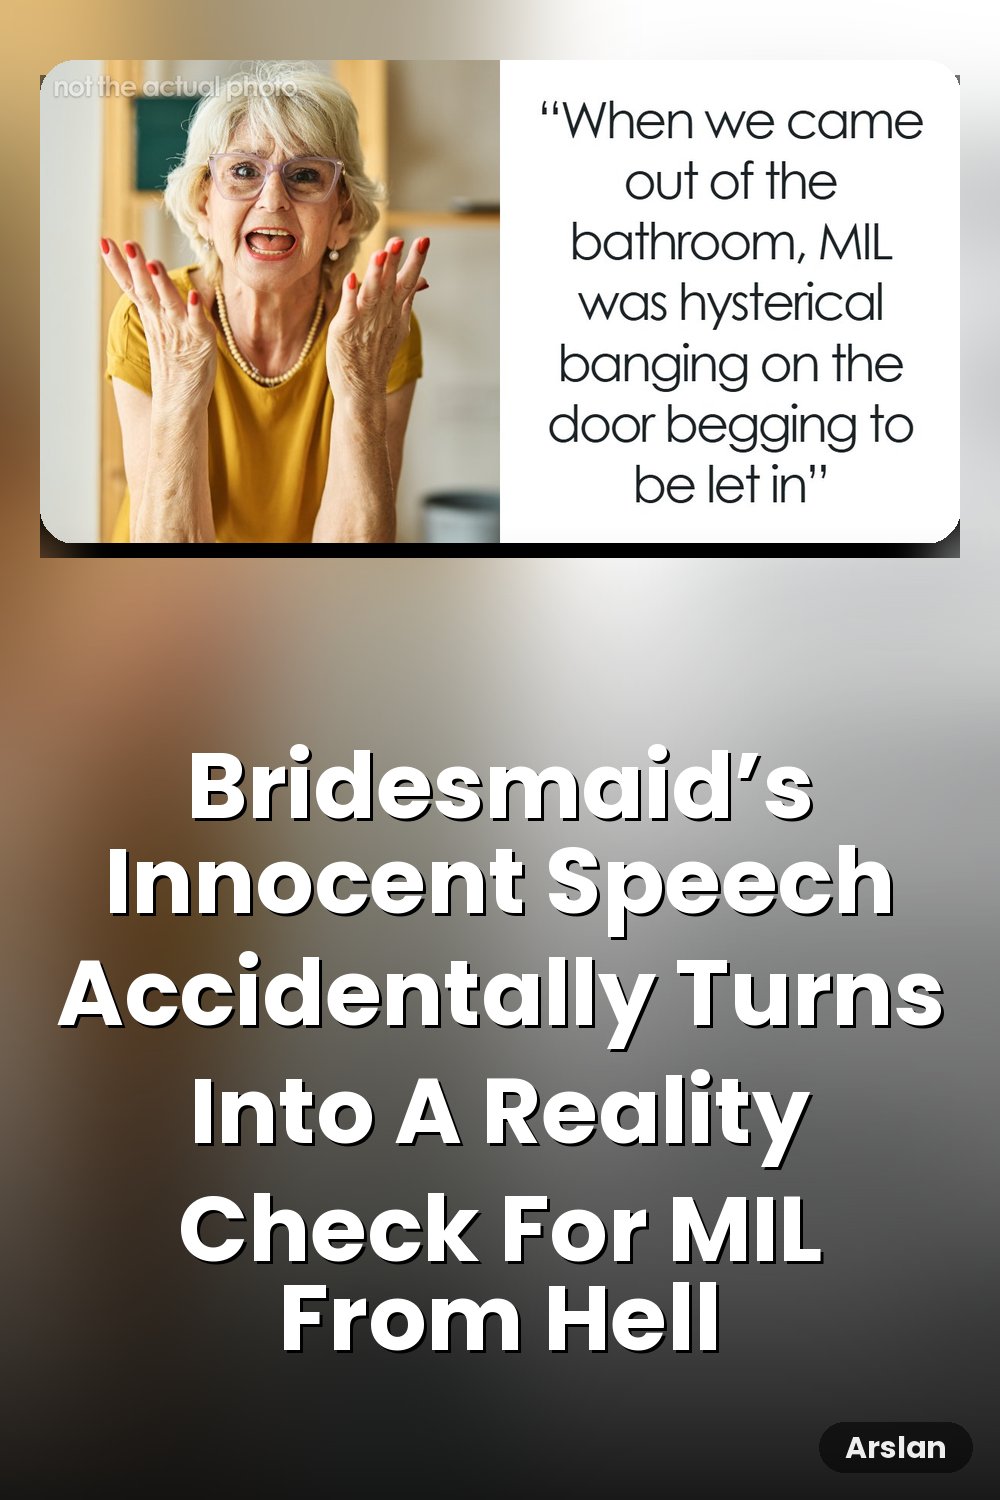 not the actual photo
“When we came
out of the
bathroom, MIL
was hysterical
banging on the
door begging to
be let in”
Bridesmaid’s
Innocent Speech
Accidentally Turns
Into A Reality
Check For MIL
From Hell
Arslan